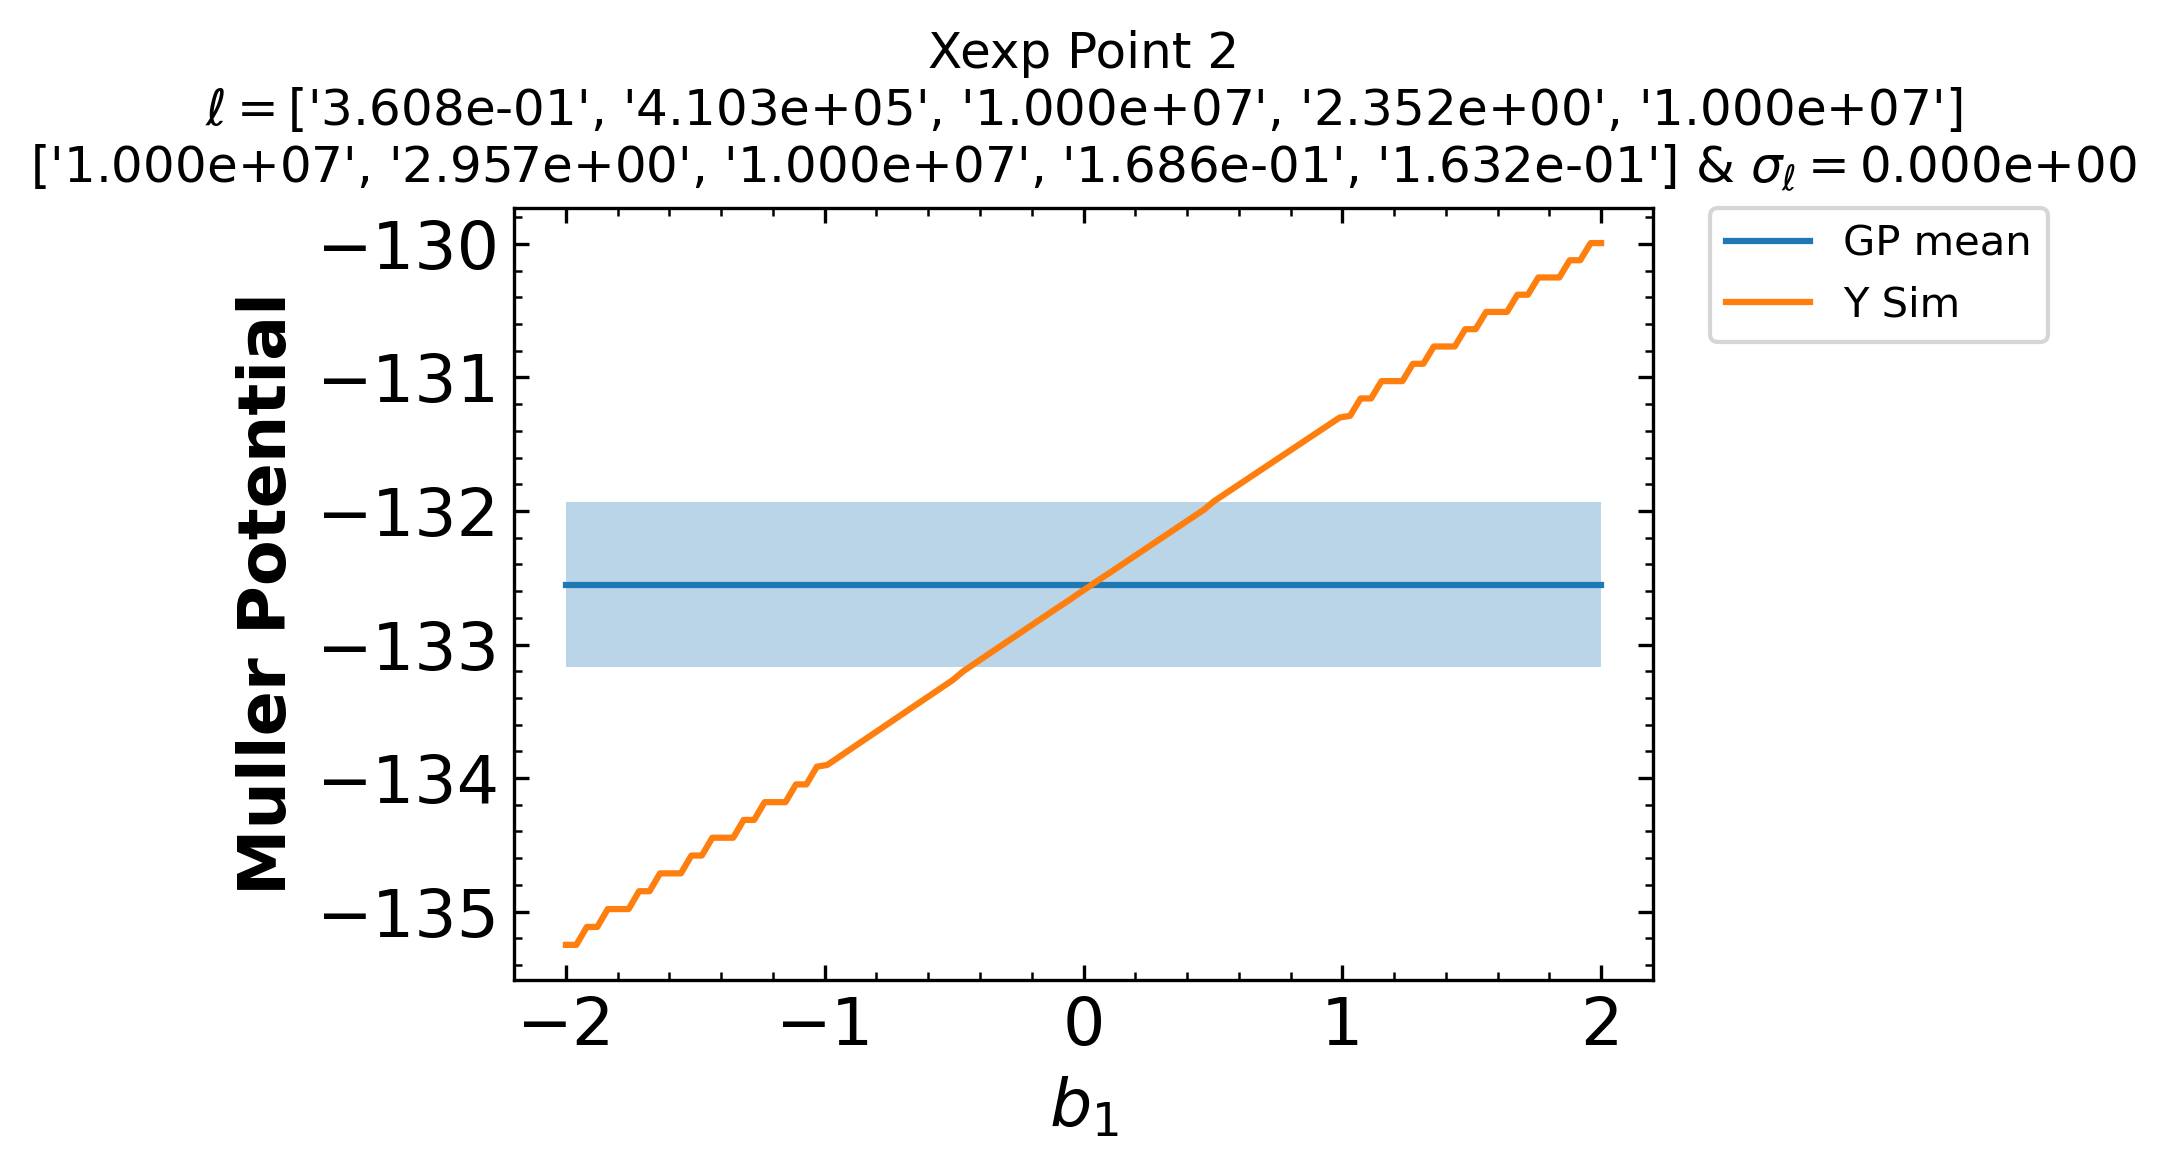 Xexp Point 2
ℓ = ['3.608e-01', '4.103e+05', '1.000e+07', '2.352e+00', '1.000e+07']
['1.000e+07', '2.957e+00', '1.000e+07', '1.686e-01', '1.632e-01'] & σℓ = 0.000e+00
GP mean
Y Sim
Muller Potential
−130
−131
−132
−133
−134
−135
−2 −1 0 1 2
b₁